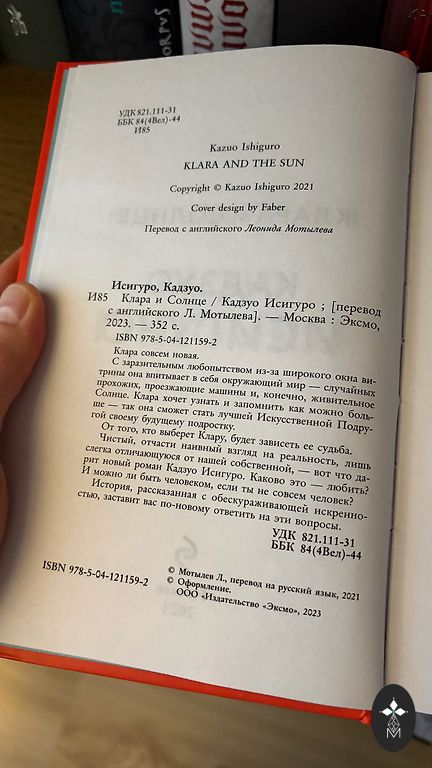 УДК 821.111-31
ББК 84(4Вел)-44
И85
Kazuo Ishiguro
KLARA AND THE SUN
Copyright © Kazuo Ishiguro 2021
Cover design by Faber
Перевод с английского Леонида Мотылева
Исигуро, Кадзуо.
И85 Клара и Солнце / Кадзуо Исигуро ; [перевод
с английского Л. Мотылева]. — Москва : Эксмо,
2023. — 352 с.
ISBN 978-5-04-121159-2
Клара совсем новая.
С заразительным любопытством из-за широкого окна ви-
трины она впитывает в себя окружающий мир — случайных
прохожих, проезжающие машины и, конечно, живительное
Солнце. Клара хочет узнать и запомнить как можно боль-
ше — так она сможет стать лучшей Искусственной Подру-
гой своему будущему подростку.
От того, кто выберет Клару, будет зависеть ее судьба.
Чистый, отчасти наивный взгляд на реальность, лишь
слегка отличающуюся от нашей собственной, — вот что да-
рит новый роман Кадзуо Исигуро. Каково это — любить?
И можно ли быть человеком, если ты не совсем человек?
История, рассказанная с обескураживающей искренно-
стью, заставит вас по-новому ответить на эти вопросы.
УДК 821.111-31
ББК 84(4Вел)-44
© Мотылев Л., перевод на русский язык, 2021
© Оформление.
ООО «Издательство «Эксмо», 2023
ISBN 978-5-04-121159-2